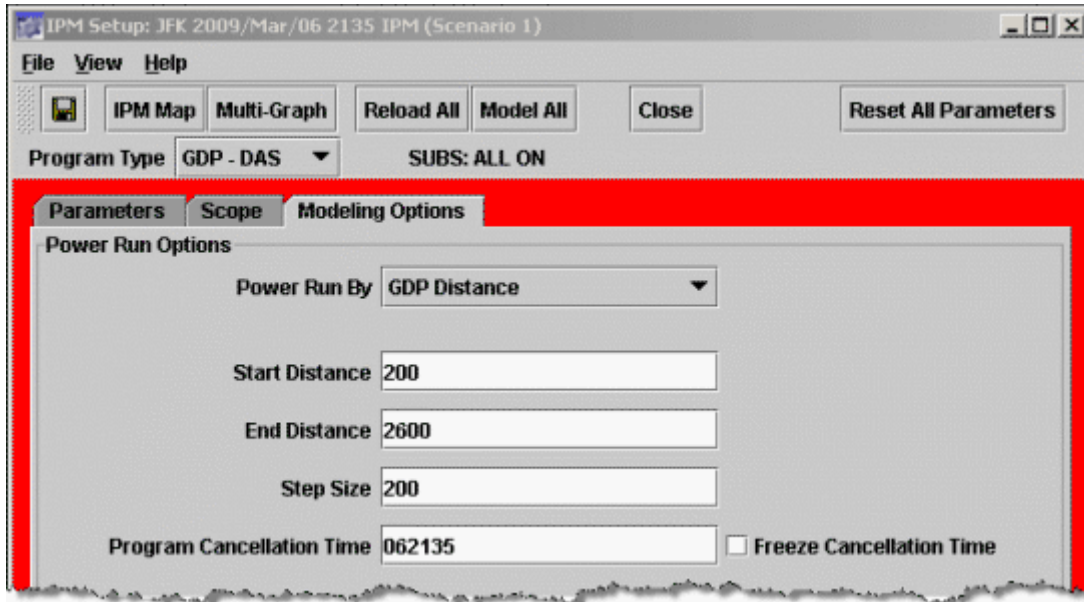 IPM Setup: JFK 2009/Mar/06 2135 IPM (Scenario 1)
File View Help
IPM Map Multi-Graph Reload All Model All Close Reset All Parameters
Program Type GDP - DAS SUBS: ALL ON
Parameters Scope Modeling Options
Power Run Options
Power Run By GDP Distance
Start Distance 200
End Distance 2600
Step Size 200
Program Cancellation Time 062135 Freeze Cancellation Time